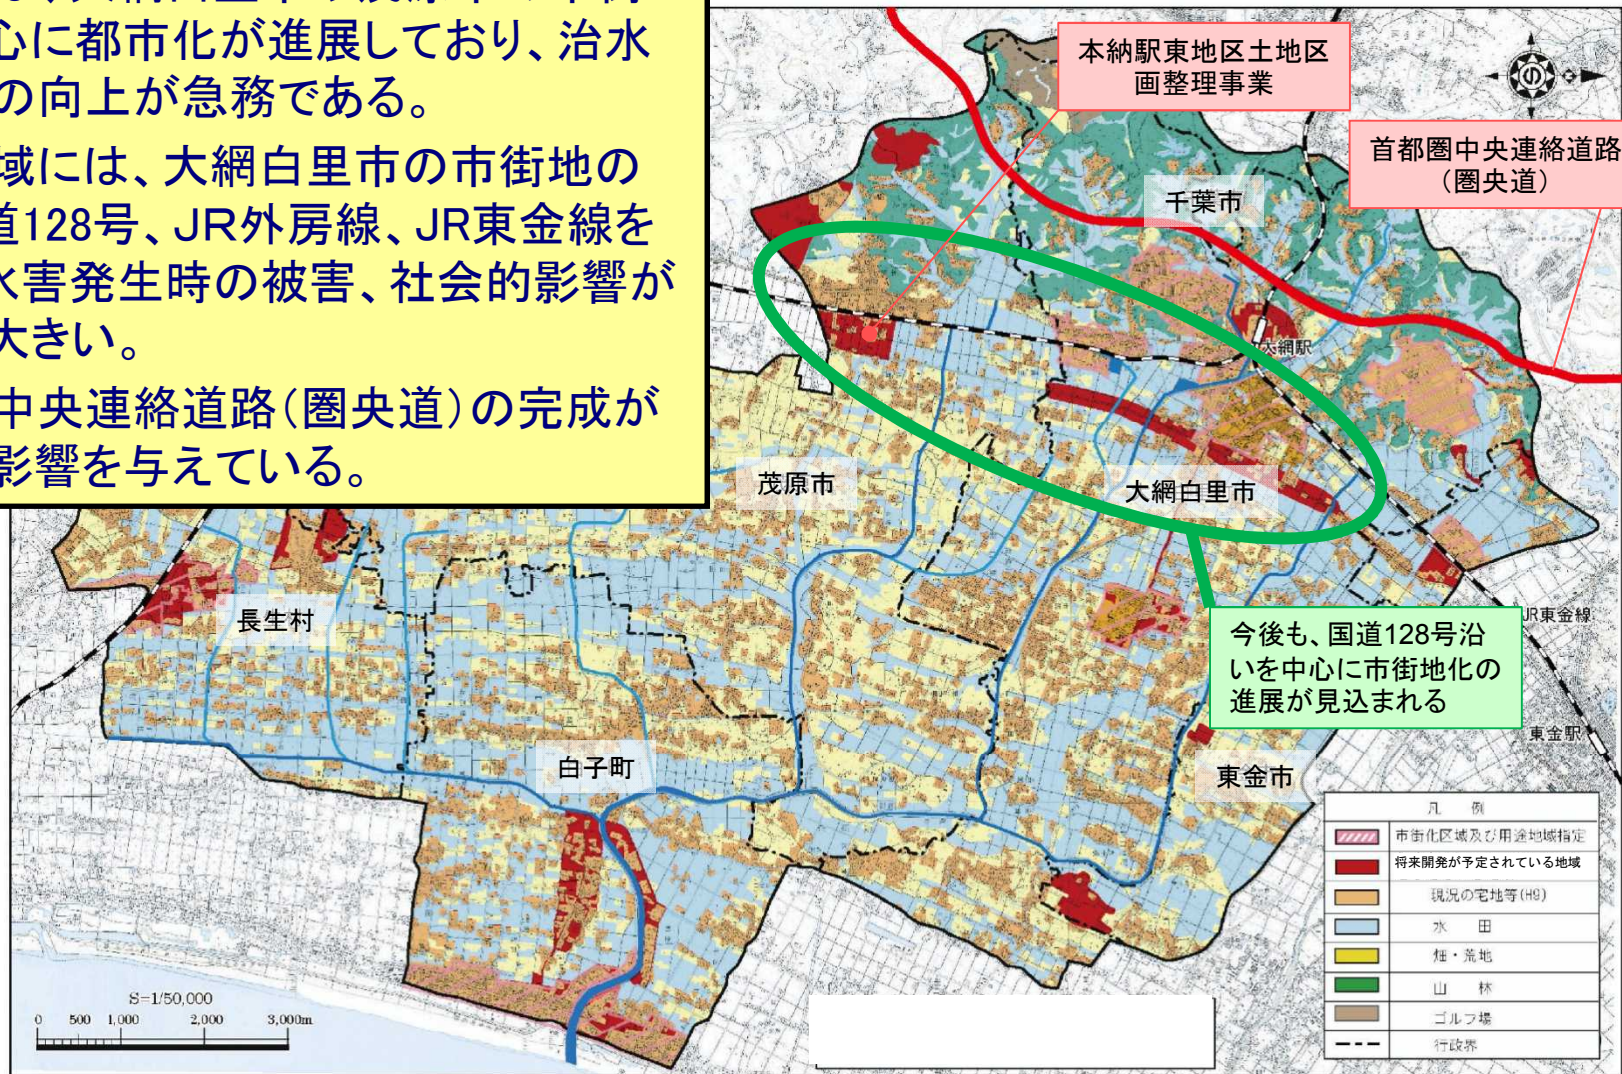 心に都市化が進展しており、治水
の向上が急務である。
域には、大網白里市の市街地の
道128号、JR外房線、JR東金線を
水害発生時の被害、社会的影響が
大きい。
中央連絡道路(圏央道)の完成が
影響を与えている。
本納駅東地区土地区
画整理事業
首都圏中央連絡道路
(圏央道)
千葉市
大網駅
茂原市
大網白里市
長生村
今後も、国道128号沿
いを中心に市街地化の
進展が見込まれる
JR東金線
東金駅
白子町
東金市
凡 例
市街化区域及び用途地域指定
将来開発が予定されている地域
現況の宅地等(H9)
水 田
畑・荒地
山 林
ゴルフ場
行政界
S=1/50,000
0 500 1,000 2,000 3,000m